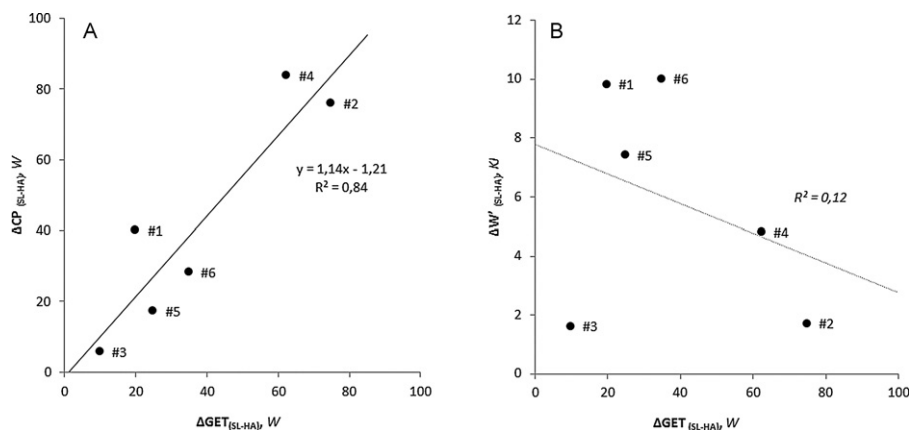 A
100
80
60
40
20
0
ΔCP (SL-HA), W
#4
#2
y = 1,14x - 1,21
R² = 0,84
#1
#6
#5
#3
0 20 40 60 80 100
ΔGET(SL-HA), W
B
12
10
8
6
4
2
0
ΔW' (SL-HA), KJ
#1
#6
#5
R² = 0,12
#4
#3
#2
0 20 40 60 80 100
ΔGET (SL-HA), W